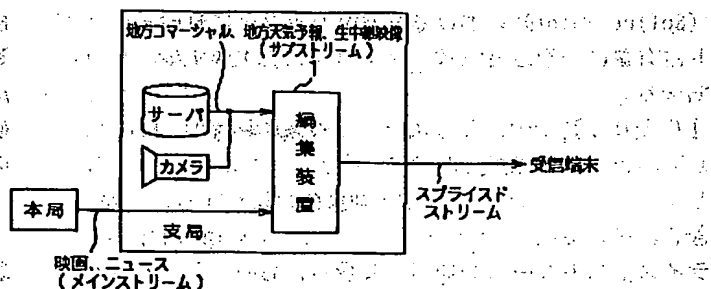 地方コマーシャル、地方天気予報、生中継映像
(サブストリーム)
サーバ
カメラ
編集装置
受信端末
スプライスド
ストリーム
本局
支局
映画、ニュース
(メインストリーム)